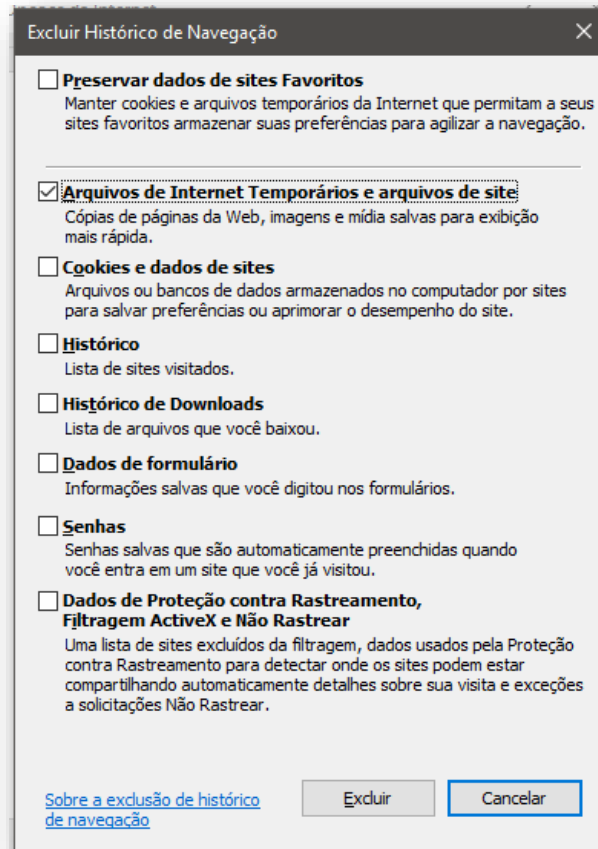 Excluir Histórico de Navegação
Preservar dados de sites Favoritos
Manter cookies e arquivos temporários da Internet que permitam a seus
sites favoritos armazenar suas preferências para agilizar a navegação.
Arquivos de Internet Temporários e arquivos de site
Cópias de páginas da Web, imagens e mídia salvas para exibição
mais rápida.
Cookies e dados de sites
Arquivos ou bancos de dados armazenados no computador por sites
para salvar preferências ou aprimorar o desempenho do site.
Histórico
Lista de sites visitados.
Histórico de Downloads
Lista de arquivos que você baixou.
Dados de formulário
Informações salvas que você digitou nos formulários.
Senhas
Senhas salvas que são automaticamente preenchidas quando
você entra em um site que você já visitou.
Dados de Proteção contra Rastreamento,
Filtragem ActiveX e Não Rastrear
Uma lista de sites excluídos da filtragem, dados usados pela Proteção
contra Rastreamento para detectar onde os sites podem estar
compartilhando automaticamente detalhes sobre sua visita e exceções
a solicitações Não Rastrear.
Sobre a exclusão de histórico
de navegação
Excluir
Cancelar